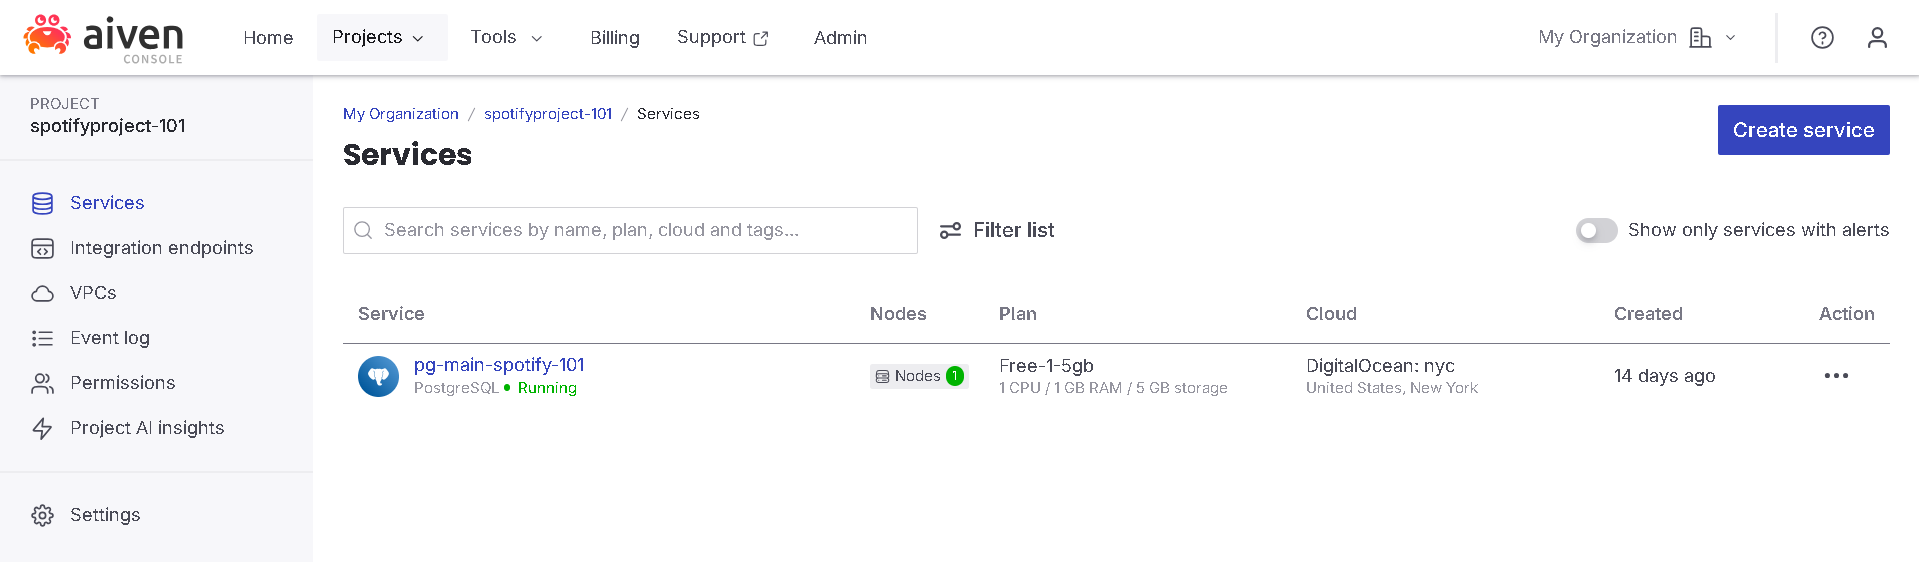 aiven
CONSOLE
Home
Projects
Tools
Billing
Support
Admin
My Organization
PROJECT
spotifyproject-101
Services
Integration endpoints
VPCs
Event log
Permissions
Project AI insights
Settings
My Organization / spotifyproject-101 / Services
Services
Create service
Search services by name, plan, cloud and tags...
Filter list
Show only services with alerts
Service Nodes Plan Cloud Created Action
pg-main-spotify-101
PostgreSQL Running
Nodes 1
Free-1-5gb
1 CPU / 1 GB RAM / 5 GB storage
DigitalOcean: nyc
United States, New York
14 days ago